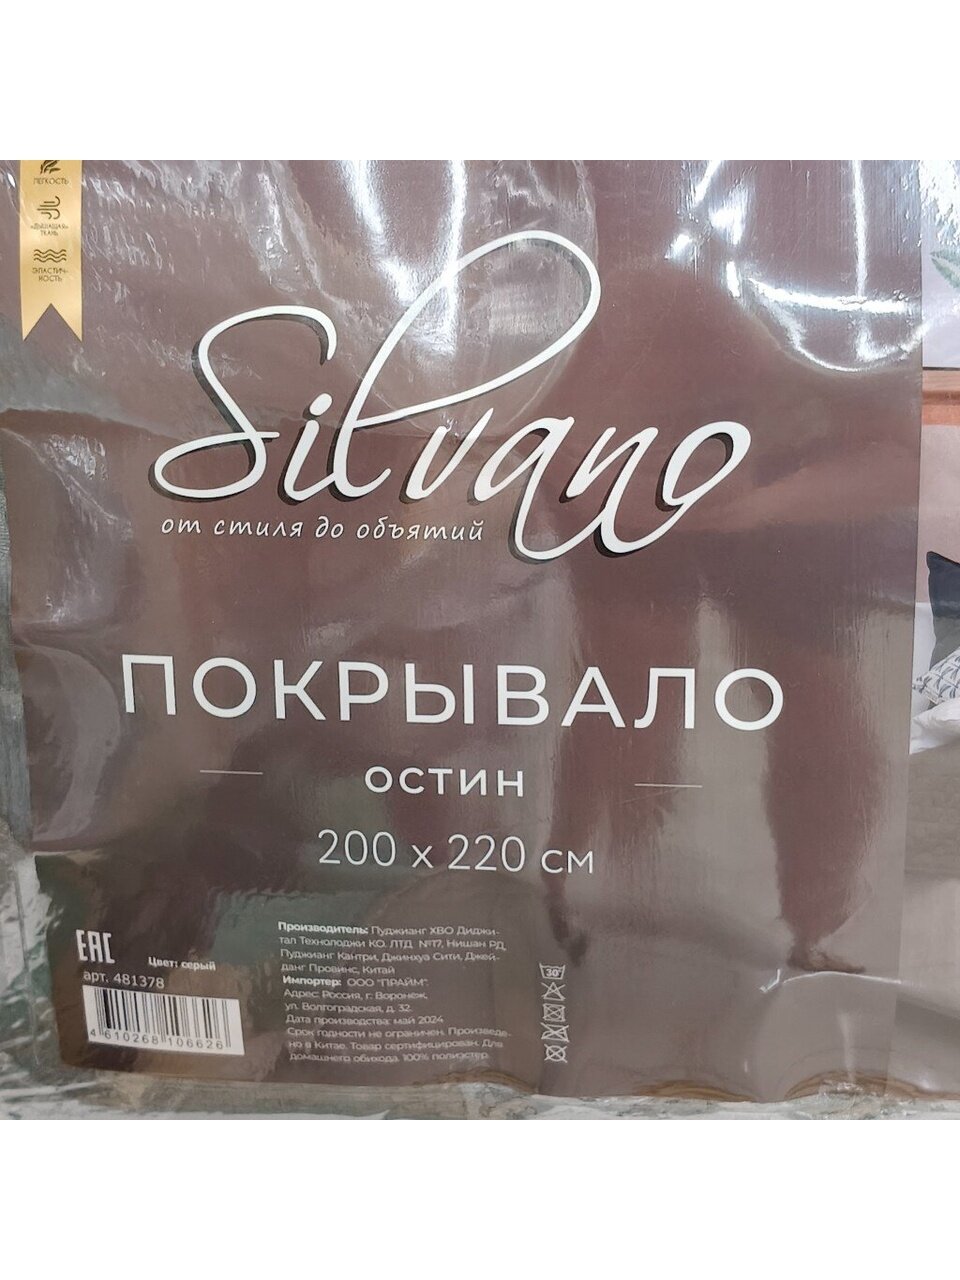 ЛЕГКОСТЬ
«ДЫШАЩАЯ»
ТКАНЬ
ЭЛАСТИЧ-
НОСТЬ
Silvano
от стиля до объятий
ПОКРЫВАЛО
ОСТИН
200 х 220 см
EAC
Цвет: серый
арт. 481378
4 610268 106626
Производитель: Пуджианг ХВО Диджи-
тал Технолоджи КО. ЛТД №17, Нишан РД
Пуджианг Кантри, Джинхуа Сити, Джей-
данг Провинс, Китай
Импортер: ООО "ПРАЙМ".
Адрес: Россия, г. Воронеж,
ул. Волгоградская, д. 32.
Дата производства: май 2024
Срок годности не ограничен. Произведе-
но в Китае. Товар сертифицирован. Для
домашнего обихода. 100% полиэстер.
30°